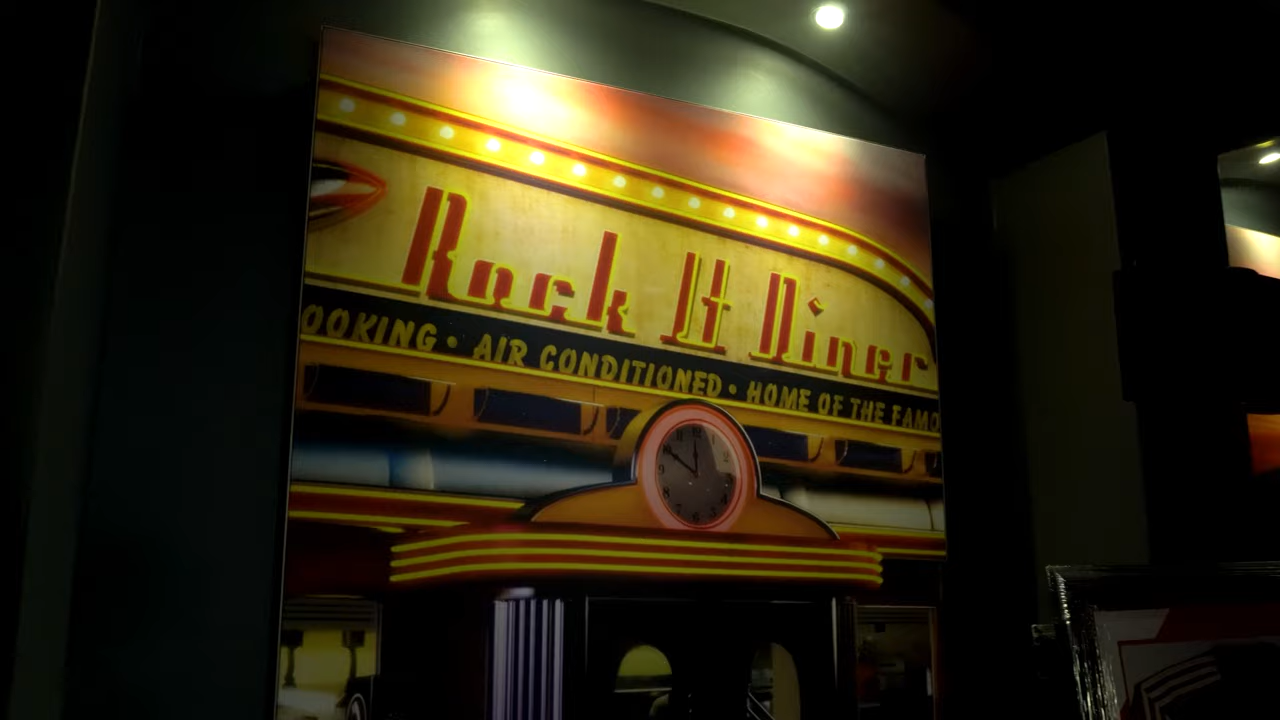 Rock It Diner
OOKING • AIR CONDITIONED • HOME OF THE FAMO